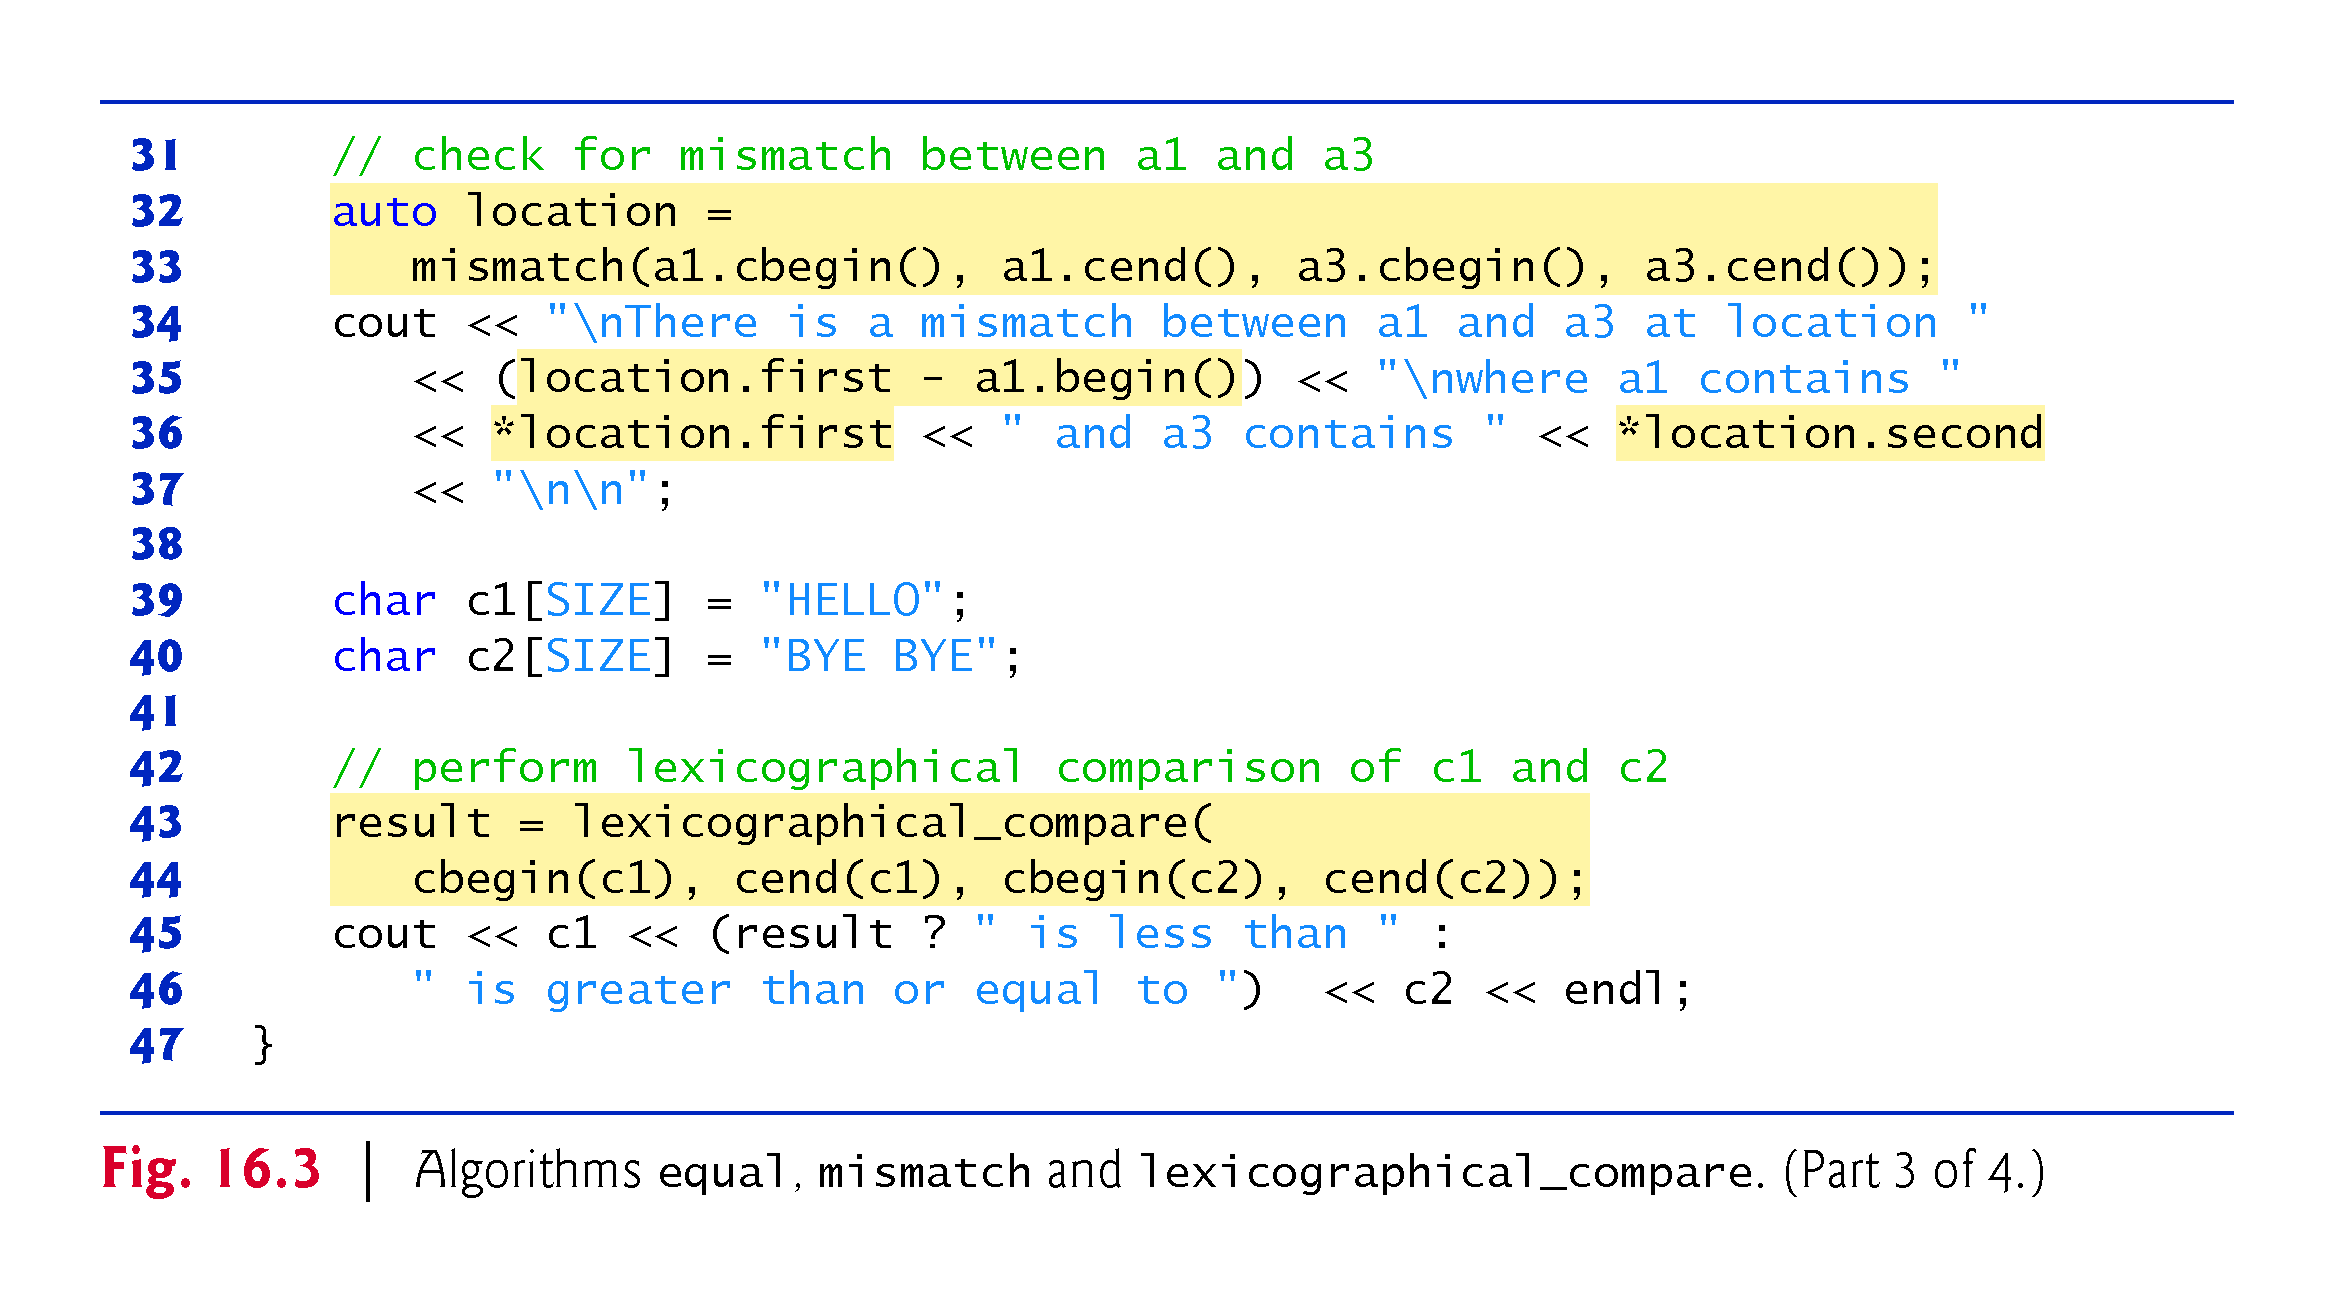 31 // check for mismatch between a1 and a3
32 auto location =
33 mismatch(a1.cbegin(), a1.cend(), a3.cbegin(), a3.cend());
34 cout << "\nThere is a mismatch between a1 and a3 at location "
35 << (location.first - a1.begin()) << "\nwhere a1 contains "
36 << *location.first << " and a3 contains " << *location.second
37 << "\n\n";
38
39 char c1[SIZE] = "HELLO";
40 char c2[SIZE] = "BYE BYE";
41
42 // perform lexicographical comparison of c1 and c2
43 result = lexicographical_compare(
44 cbegin(c1), cend(c1), cbegin(c2), cend(c2));
45 cout << c1 << (result ? " is less than " :
46 " is greater than or equal to ") << c2 << endl;
47 }
Fig. 16.3 | Algorithms equal, mismatch and lexicographical_compare. (Part 3 of 4.)